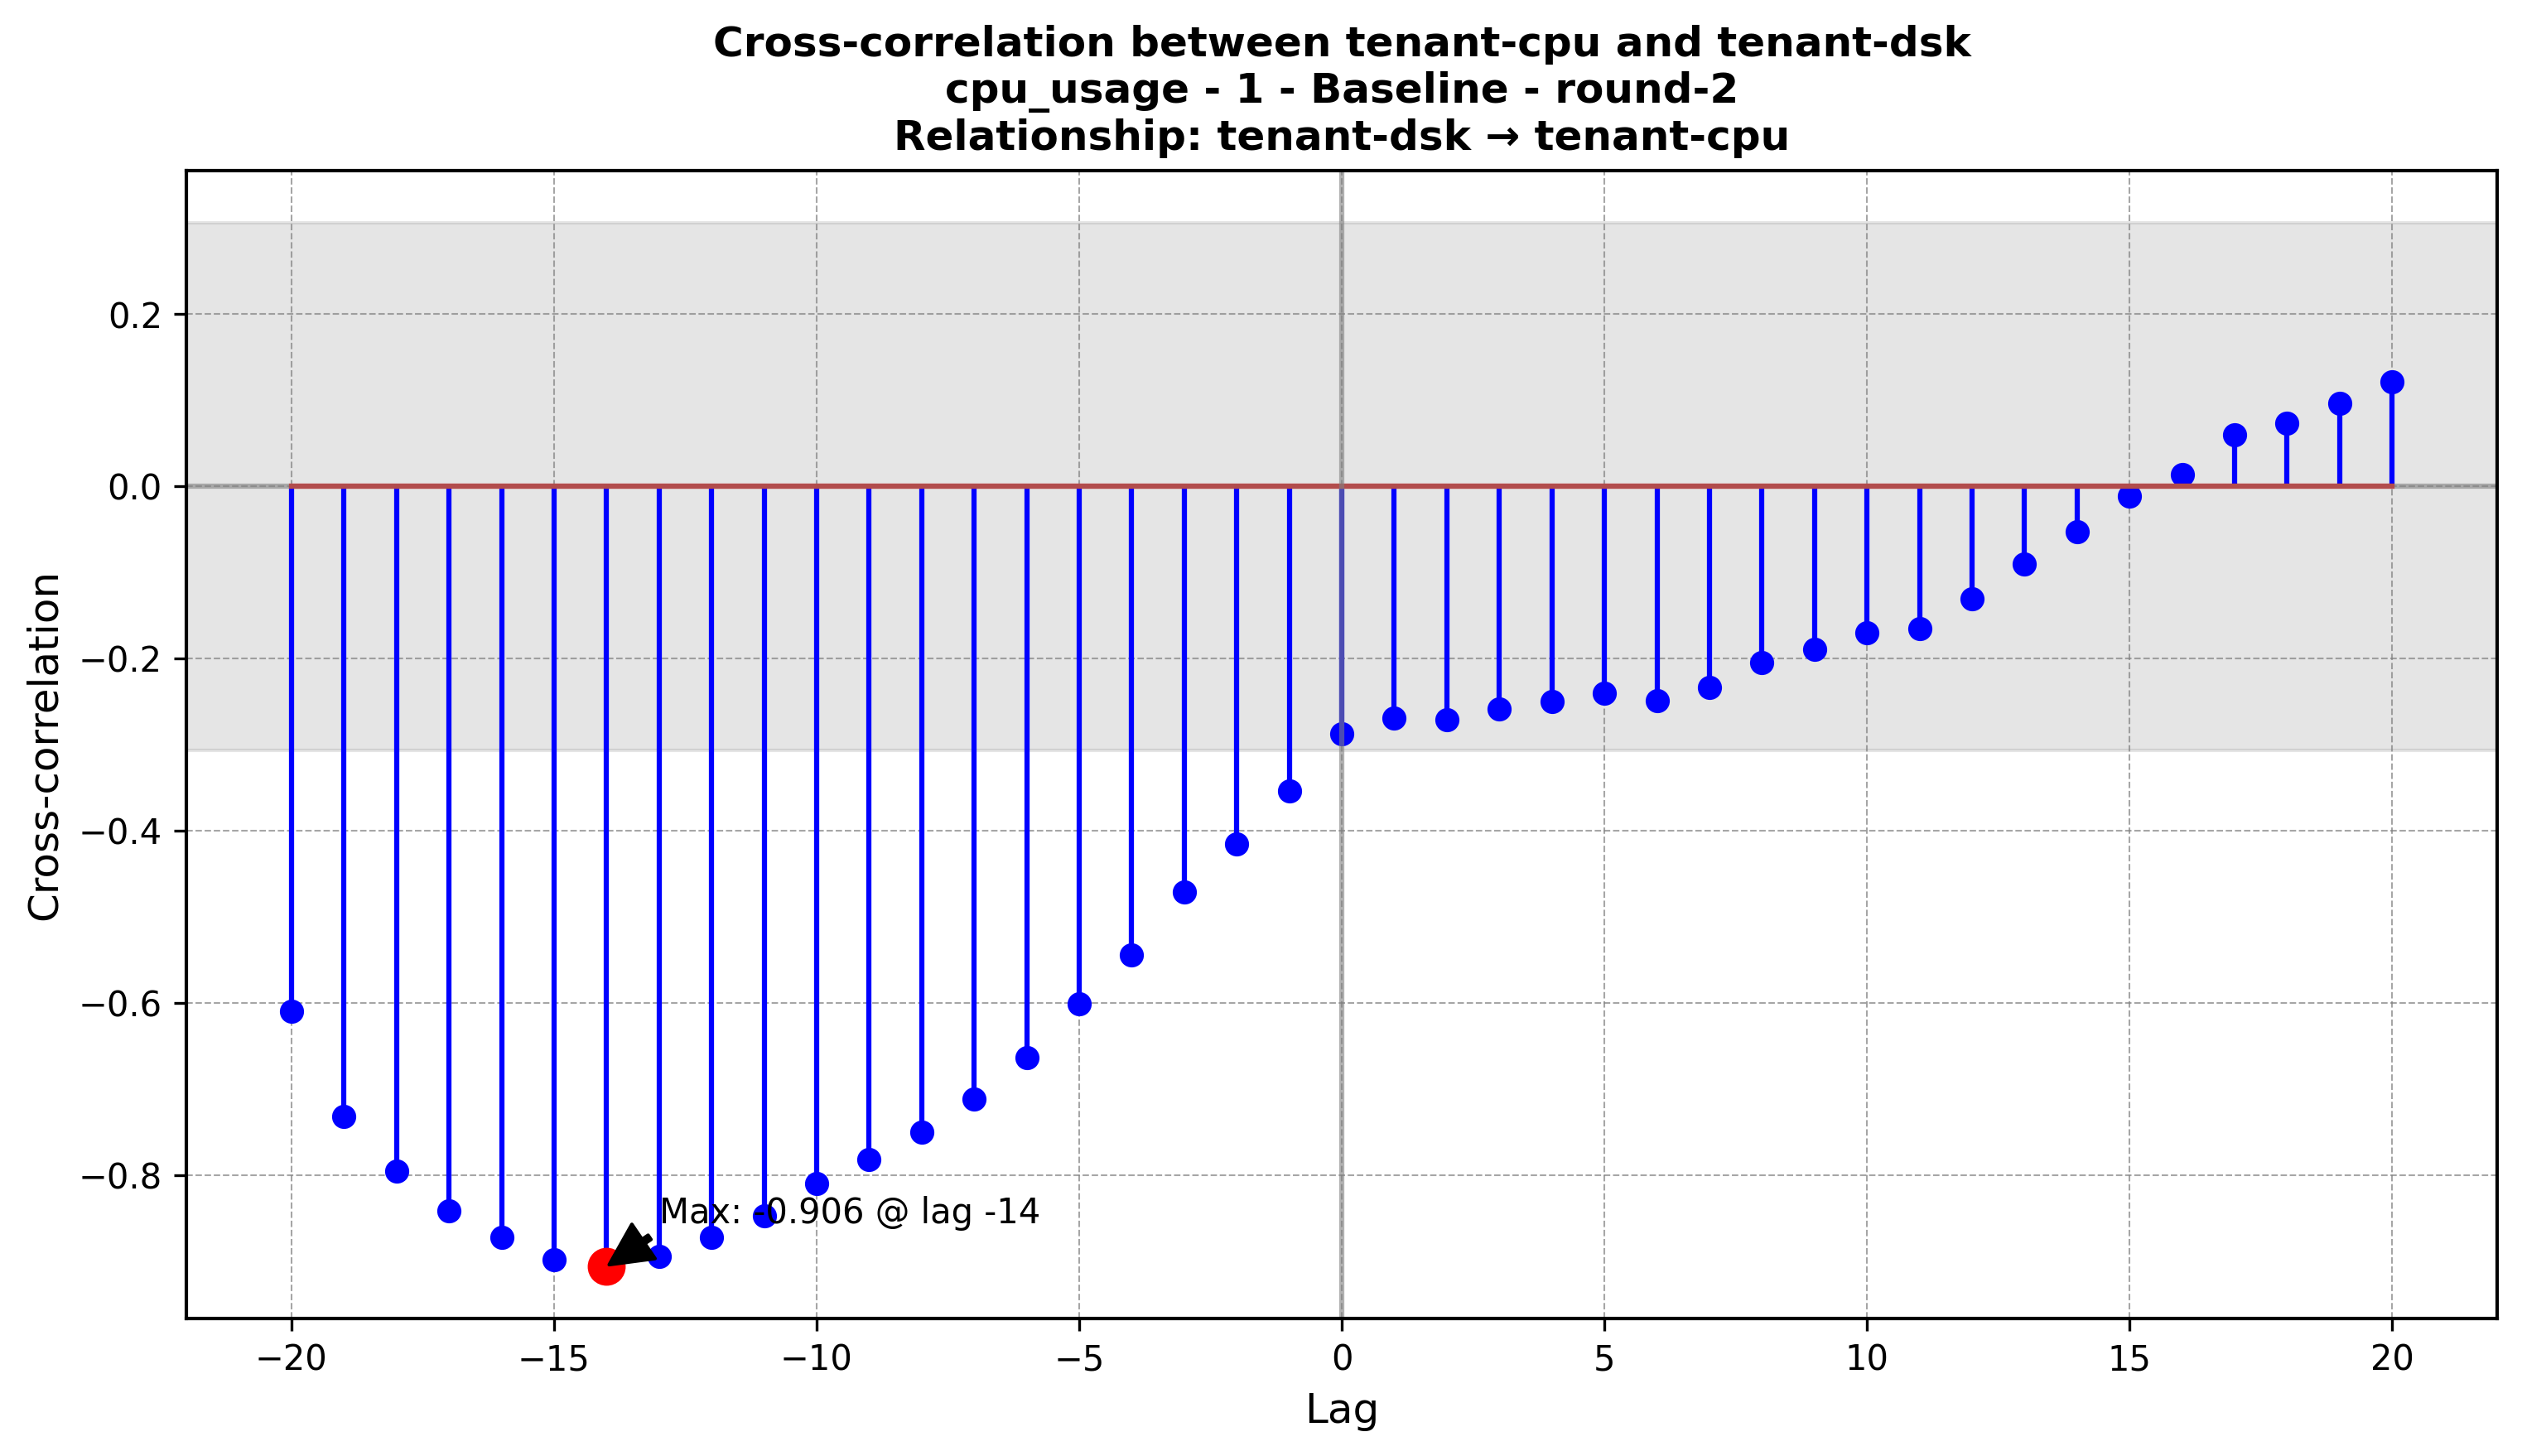 Cross-correlation between tenant-cpu and tenant-dsk
cpu_usage - 1 - Baseline - round-2
Relationship: tenant-dsk → tenant-cpu
Cross-correlation
0.2
0.0
−0.2
−0.4
−0.6
−0.8
Max: -0.906 @ lag -14
−20
−15
−10
−5
0
5
10
15
20
Lag